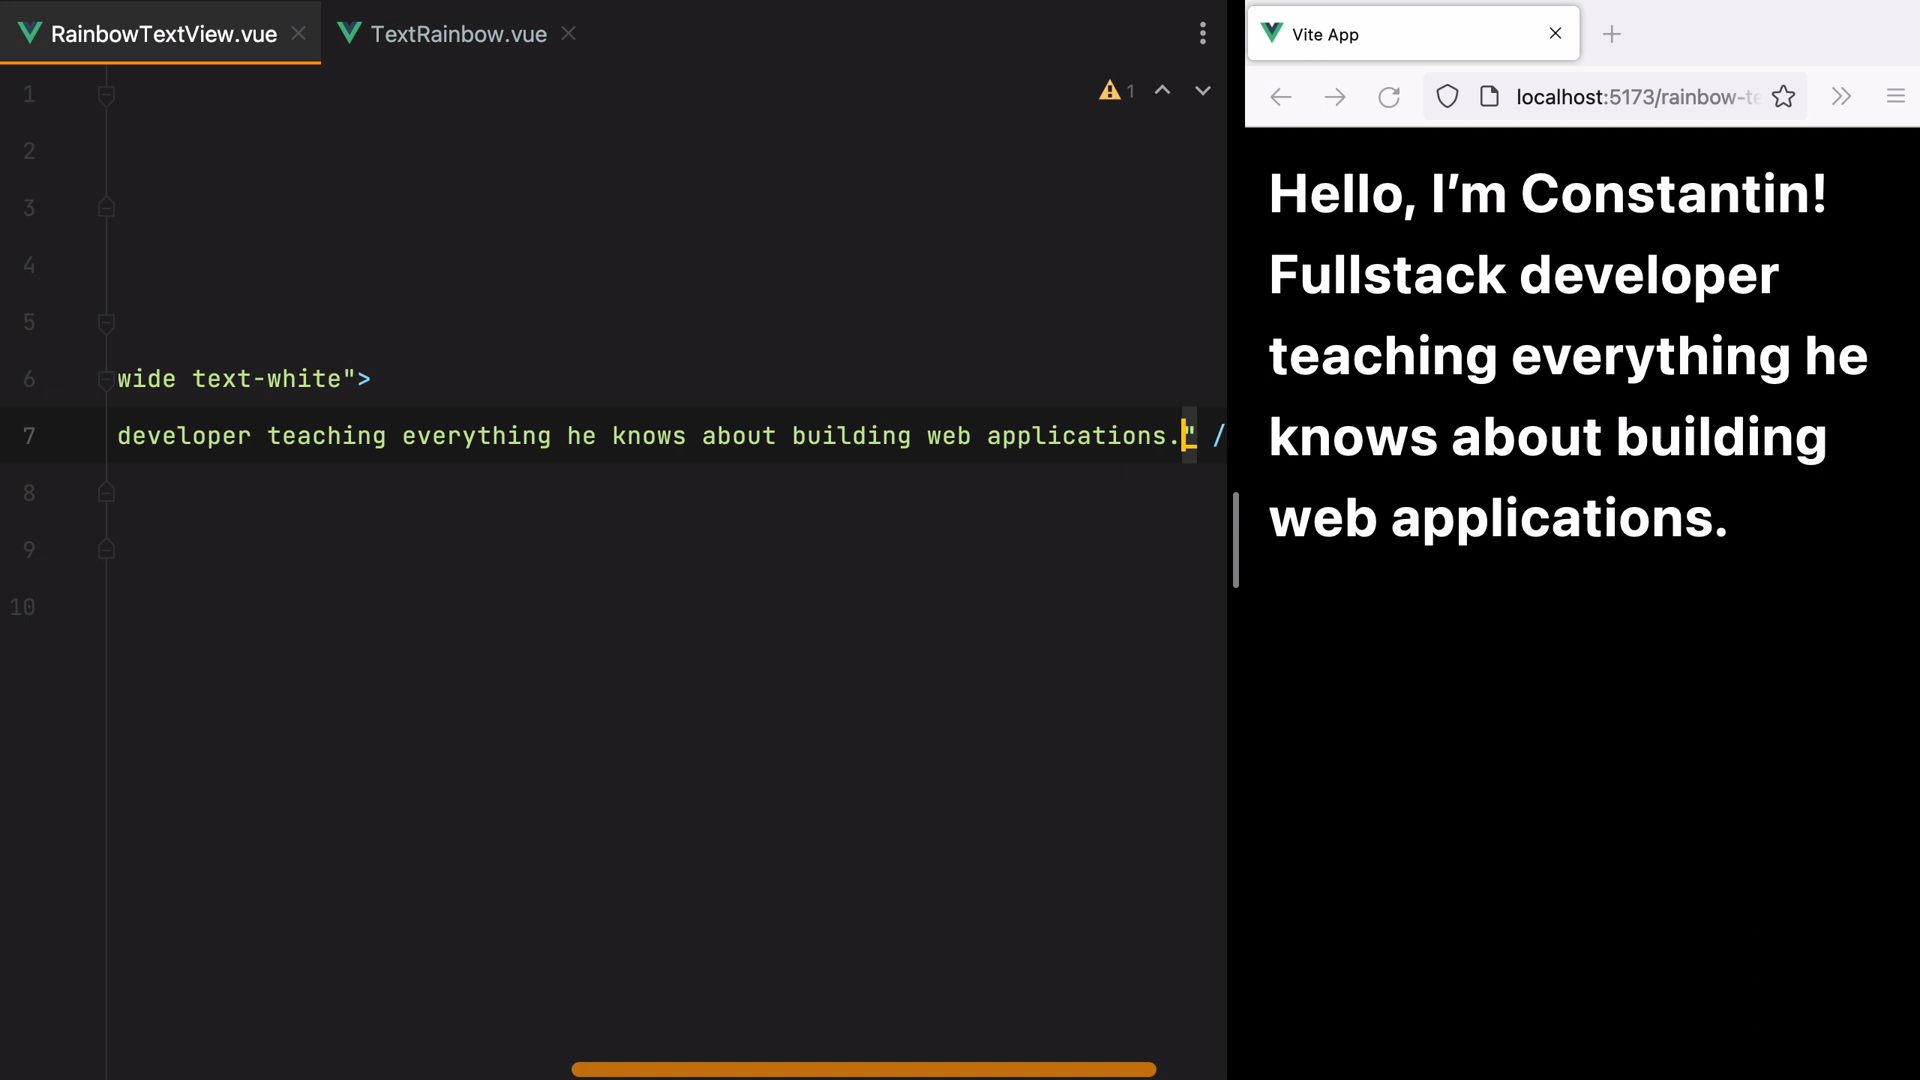 RainbowTextView.vue
TextRainbow.vue
1
1
2
3
4
5
6 wide text-white">
7 developer teaching everything he knows about building web applications." /
8
9
10
Vite App
localhost:5173/rainbow-te
Hello, I’m Constantin!
Fullstack developer
teaching everything he
knows about building
web applications.